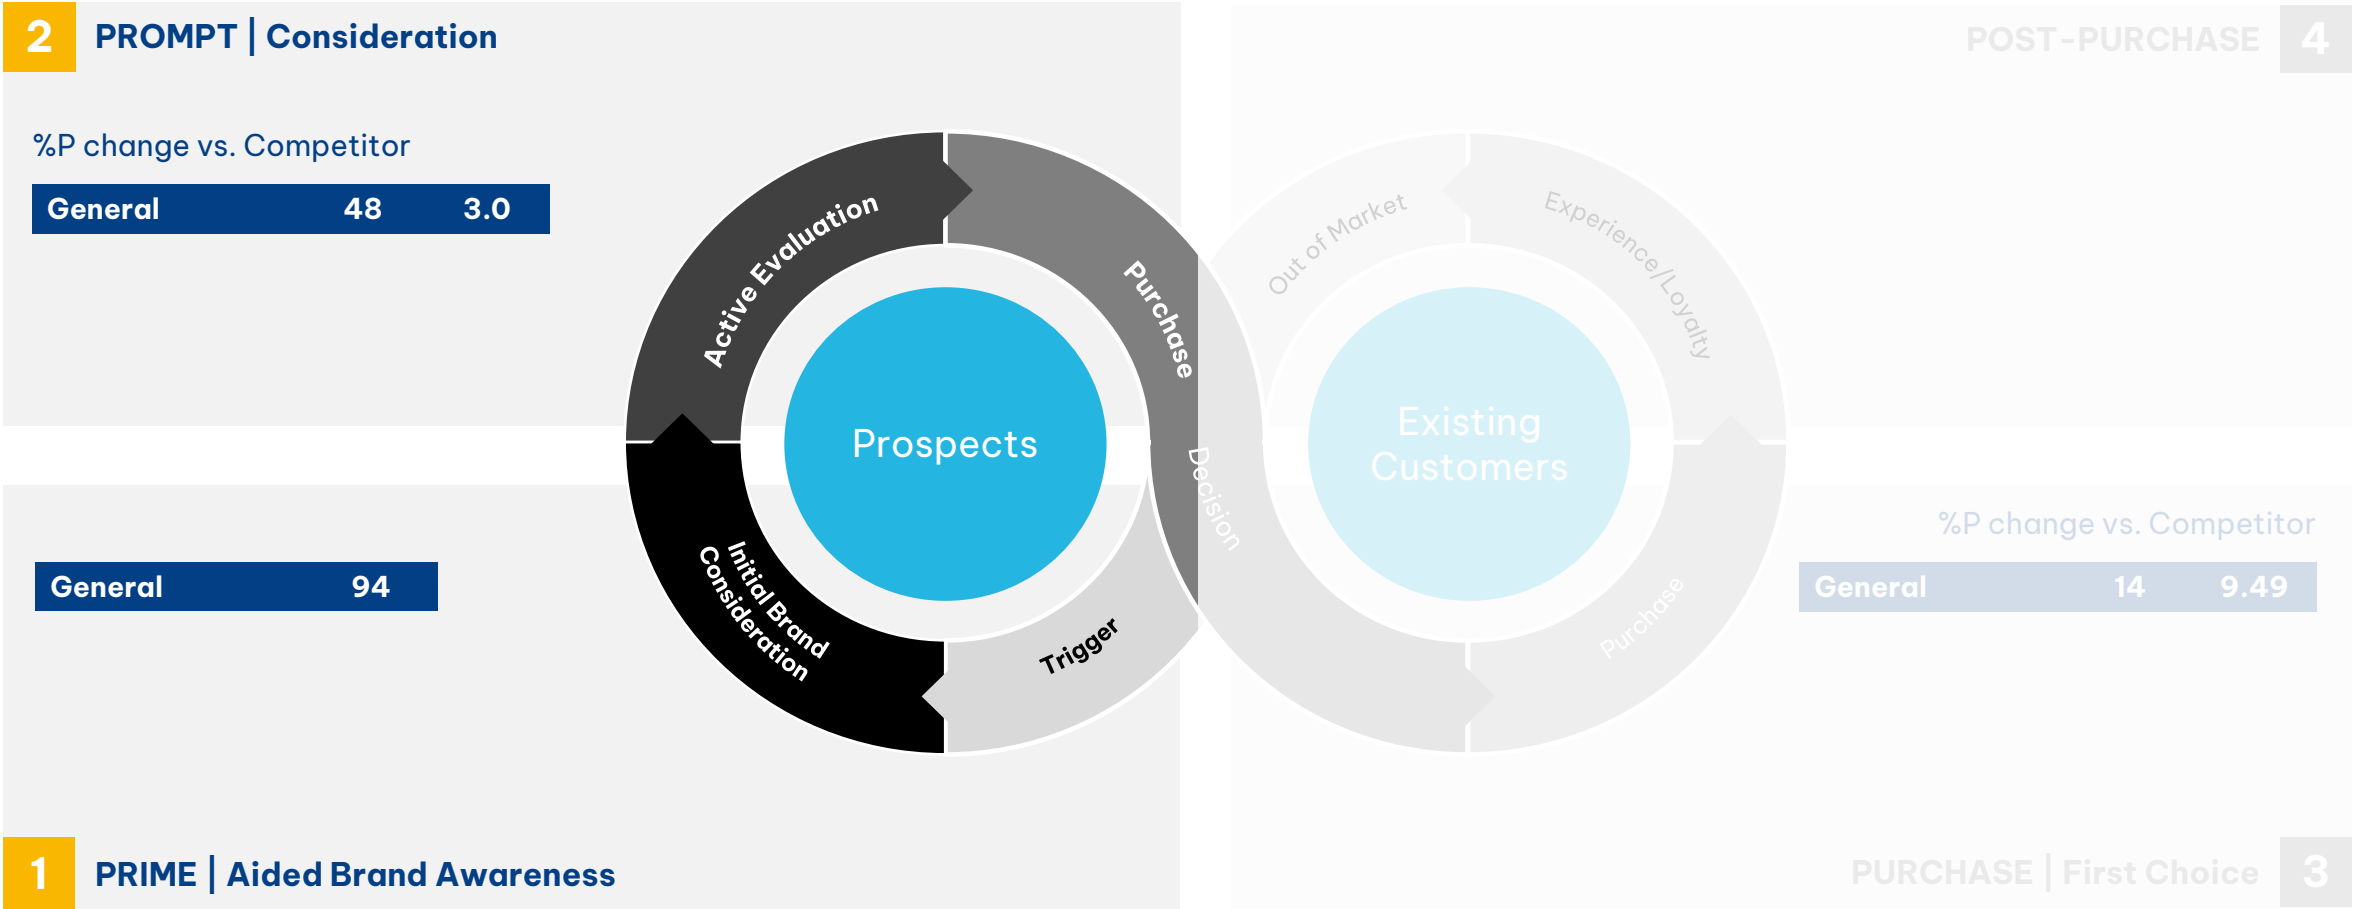 2 PROMPT | Consideration
POST-PURCHASE 4
%P change vs. Competitor
General 48 3.0
Active Evaluation
Purchase
Decision
Out of Market
Experience/Loyalty
Prospects
Existing
Customers
General 94
Initial Brand
Consideration
Trigger
Purchase
%P change vs. Competitor
General 14 9.49
1 PRIME | Aided Brand Awareness
PURCHASE | First Choice 3